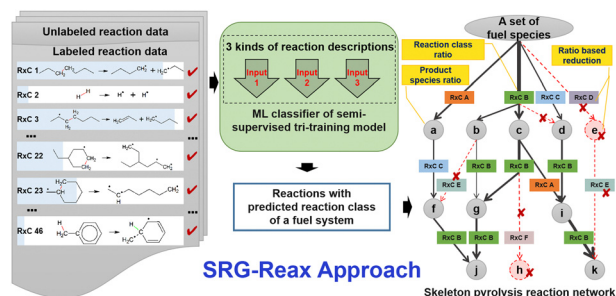 Unlabeled reaction data
Labeled reaction data
RxC 1
RxC 2
RxC 3
...
RxC 22
RxC 23
...
RxC 46
3 kinds of reaction descriptions
Input 1
Input 2
Input 3
ML classifier of semi-
supervised tri-training model
Reactions with
predicted reaction class
of a fuel system
SRG-Reax Approach
A set of
fuel species
Reaction class
ratio
Product
species ratio
Ratio based
reduction
RxC A
RxC B
RxC C
RxC D
a
b
c
d
e
RxC C
RxC E
RxC B
RxC B
RxC A
RxC B
RxC E
f
g
RxC F
i
RxC B
RxC B
RxC B
j
h
k
Skeleton pyrolysis reaction network